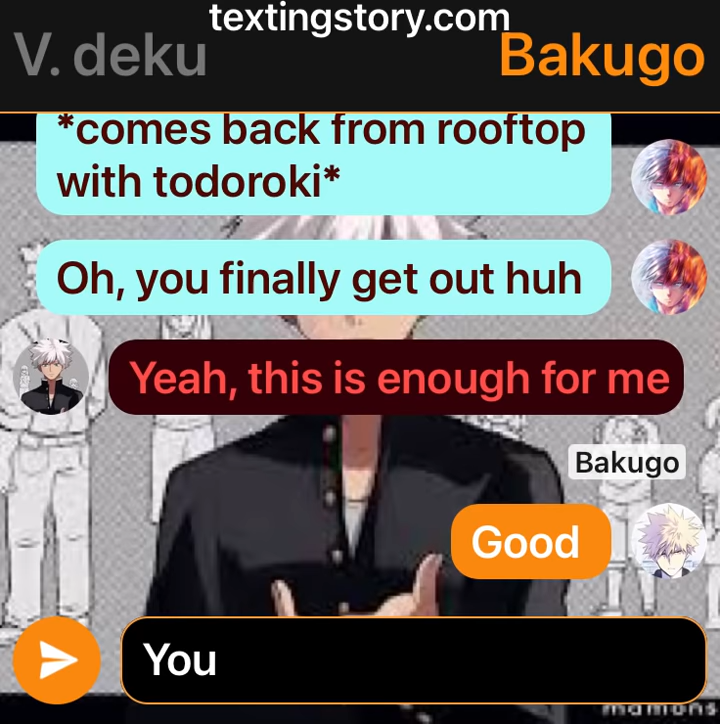 textingstory.com
V. deku
Bakugo
*comes back from rooftop
with todoroki*
Oh, you finally get out huh
Yeah, this is enough for me
Bakugo
Good
You
mamons